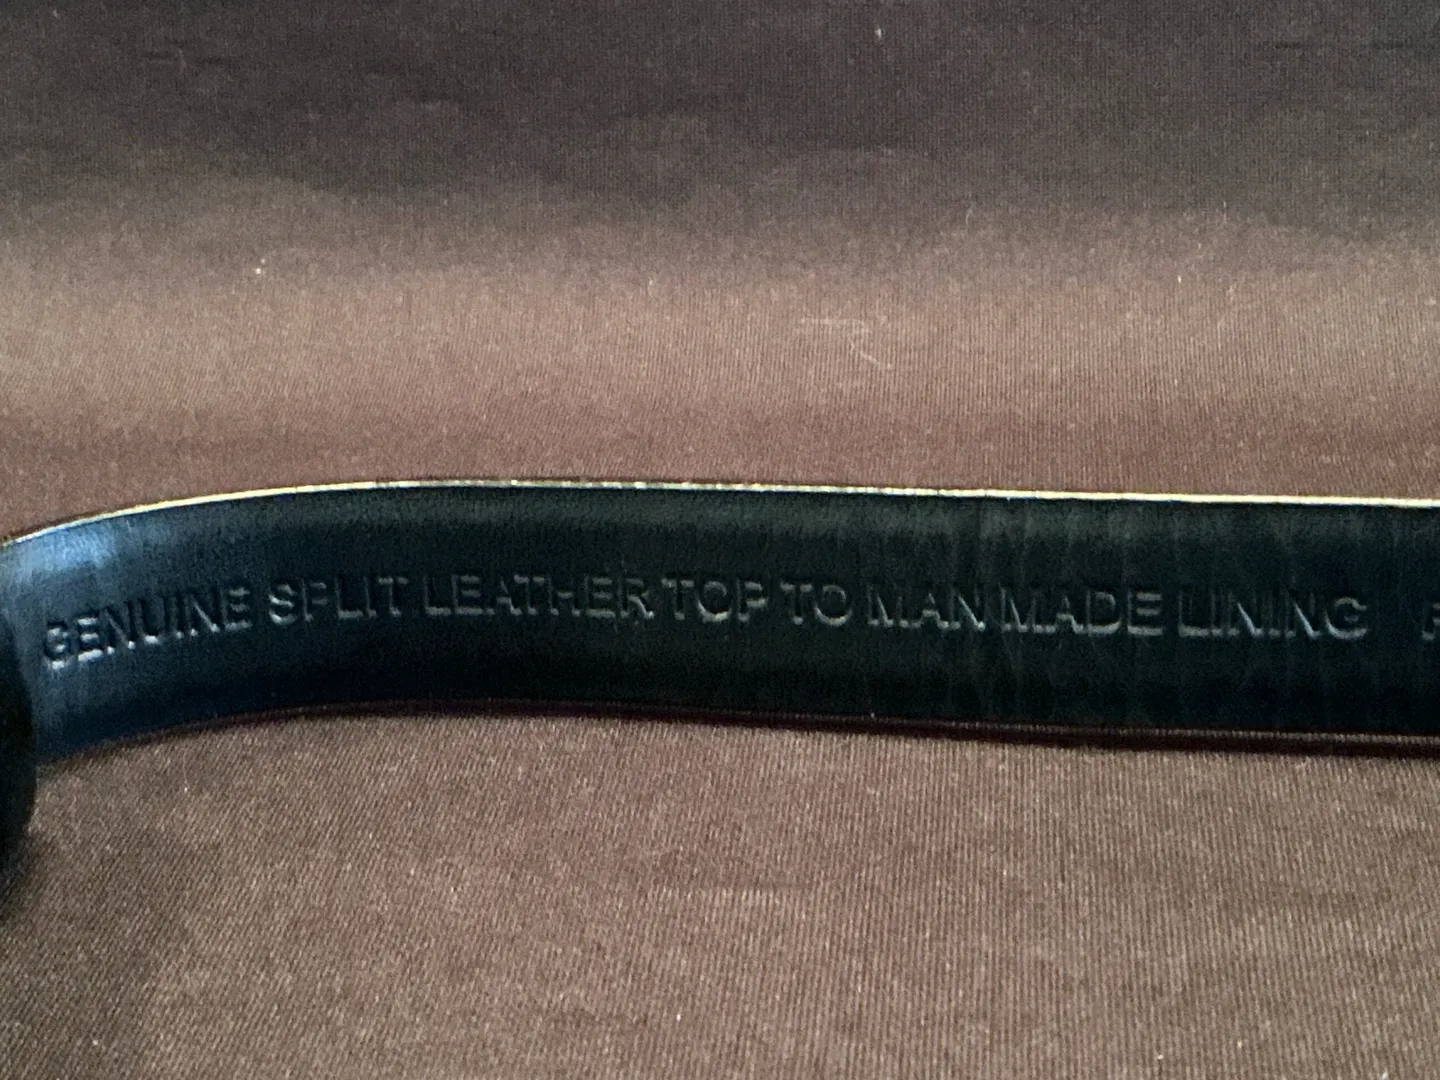 GENUINE SPLIT LEATHER TOP TO MAN MADE LINING